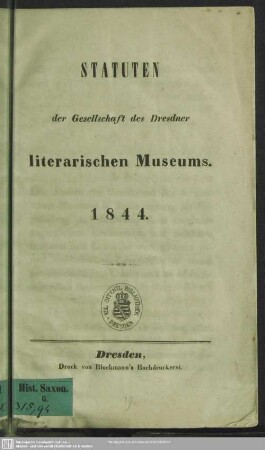 STATUTEN
der Gesellschaft des Dresdner
literarischen Museums.
1844.
Dresden,
Druck von Blochmann's Buchdruckerei.
Hist. Saxon.